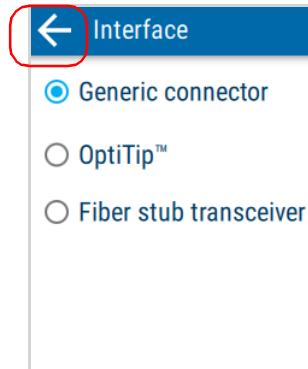 Interface
Generic connector
OptiTip™
Fiber stub transceiver